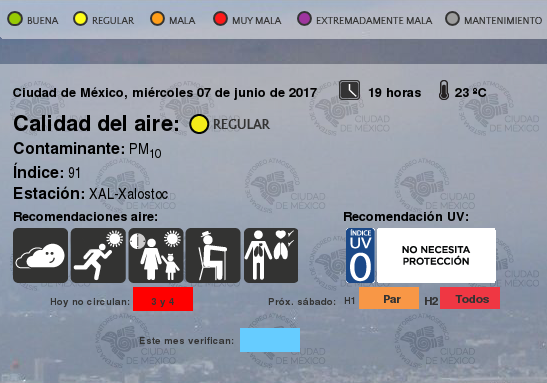 BUENA REGULAR MALA MUY MALA EXTREMADAMENTE MALA MANTENIMIENTO
Ciudad de México, miércoles 07 de junio de 2017 19 horas 23 ºC
Calidad del aire: REGULAR
Contaminante: PM10
Índice: 91
Estación: XAL-Xalostoc
Recomendaciones aire: Recomendación UV:
ÍNDICE
UV
0
NO NECESITA
PROTECCIÓN
Hoy no circulan: 3 y 4 Próx. sábado: H1 Par H2 Todos
Este mes verifican:
MONITOREO ATMOSFÉRICO
CIUDAD
DE MÉXICO